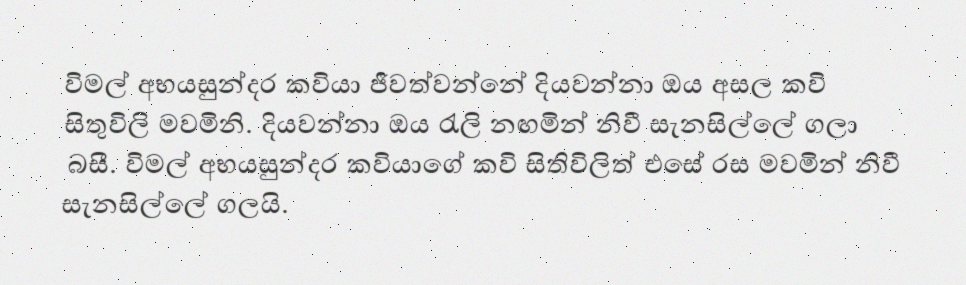 විමල් අභයසුන්දර කවියා ජීවත්වන්නේ දියවන්නා ඔය අසල කවි
සිතුවිලි මවමිනි. දියවන්නා ඔය රැලි නඟමින් නිවී සැනසිල්ලේ ගලා
බසී. විමල් අභයසුන්දර කවියාගේ කවි සිතිවිලිත් එසේ රස මවමින් නිවී
සැනසිල්ලේ ගලයි.